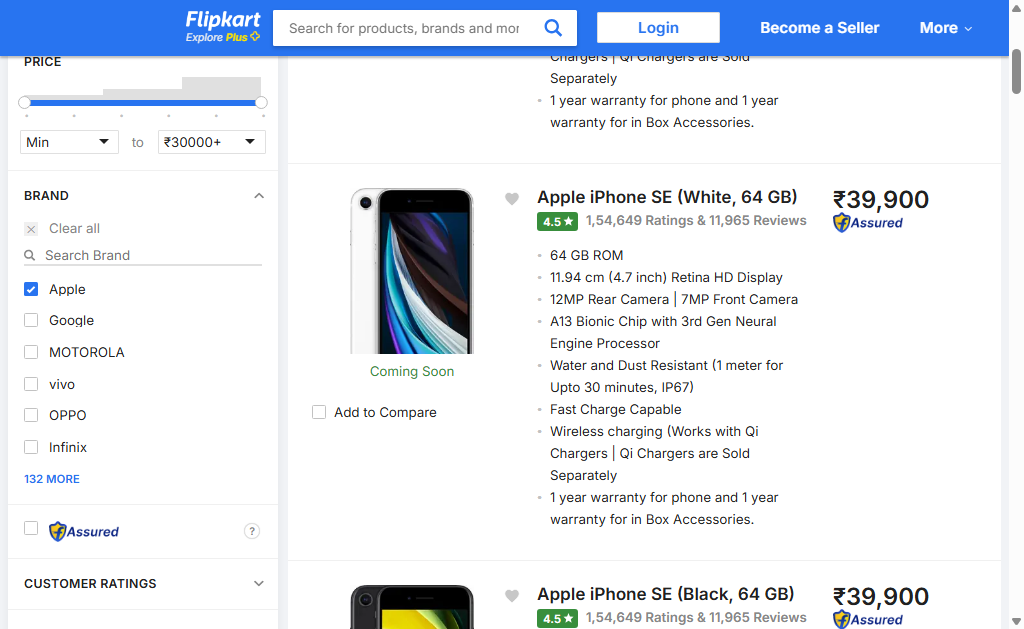 Flipkart
Explore Plus
Search for products, brands and mor
Login
Become a Seller
More
PRICE
Min
to
₹30000+
BRAND
Clear all
Search Brand
Apple
Google
MOTOROLA
vivo
OPPO
Infinix
132 MORE
Assured
?
CUSTOMER RATINGS
Chargers | Qi Chargers are Sold
Separately
1 year warranty for phone and 1 year
warranty for in Box Accessories.
Coming Soon
Add to Compare
Apple iPhone SE (White, 64 GB)
4.5★ 1,54,649 Ratings & 11,965 Reviews
64 GB ROM
11.94 cm (4.7 inch) Retina HD Display
12MP Rear Camera | 7MP Front Camera
A13 Bionic Chip with 3rd Gen Neural
Engine Processor
Water and Dust Resistant (1 meter for
Upto 30 minutes, IP67)
Fast Charge Capable
Wireless charging (Works with Qi
Chargers | Qi Chargers are Sold
Separately
1 year warranty for phone and 1 year
warranty for in Box Accessories.
₹39,900
Assured
Apple iPhone SE (Black, 64 GB)
4.5★ 1,54,649 Ratings & 11,965 Reviews
₹39,900
Assured